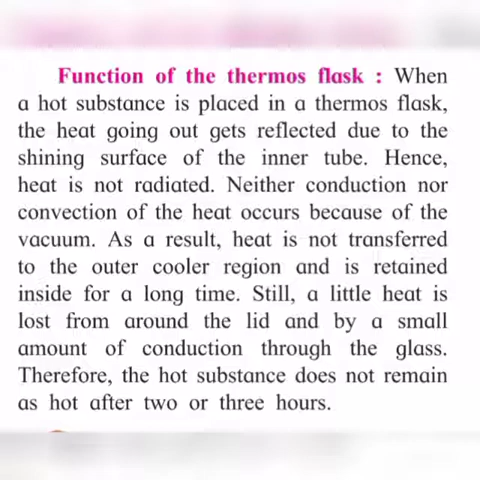 Function of the thermos flask : When
a hot substance is placed in a thermos flask,
the heat going out gets reflected due to the
shining surface of the inner tube. Hence,
heat is not radiated. Neither conduction nor
convection of the heat occurs because of the
vacuum. As a result, heat is not transferred
to the outer cooler region and is retained
inside for a long time. Still, a little heat is
lost from around the lid and by a small
amount of conduction through the glass.
Therefore, the hot substance does not remain
as hot after two or three hours.